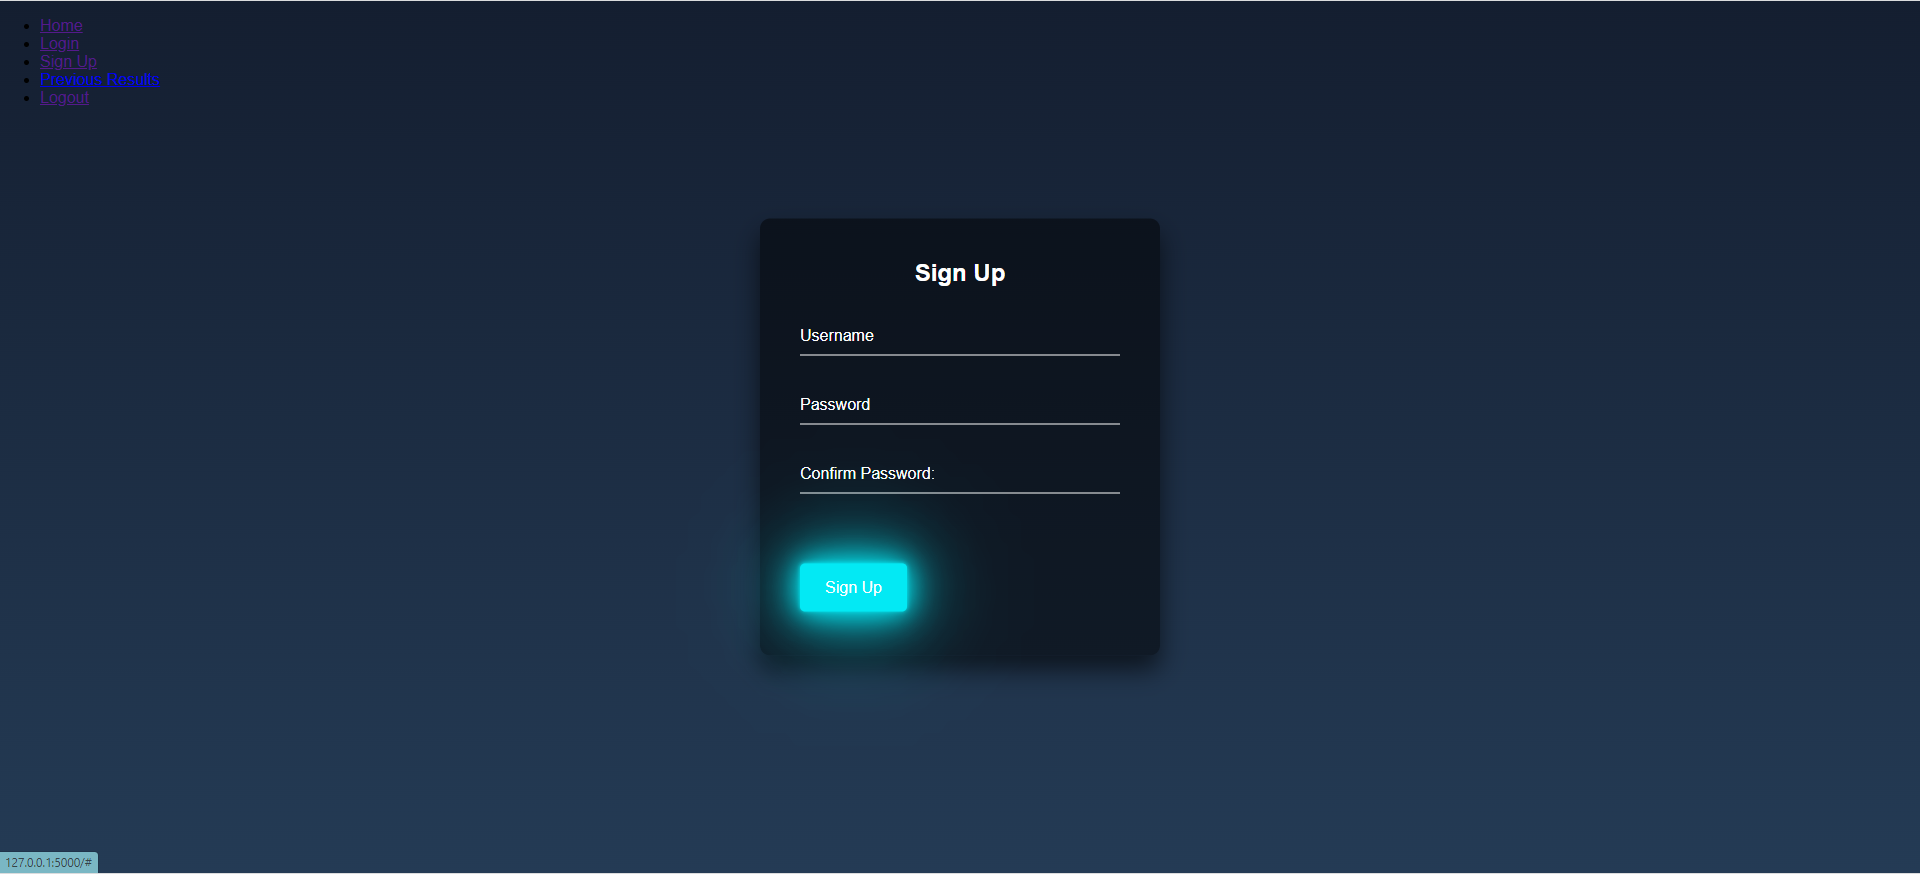 Home
Login
Sign Up
Previous Results
Logout
Sign Up
Username
Password
Confirm Password:
Sign Up
127.0.0.1:5000/#